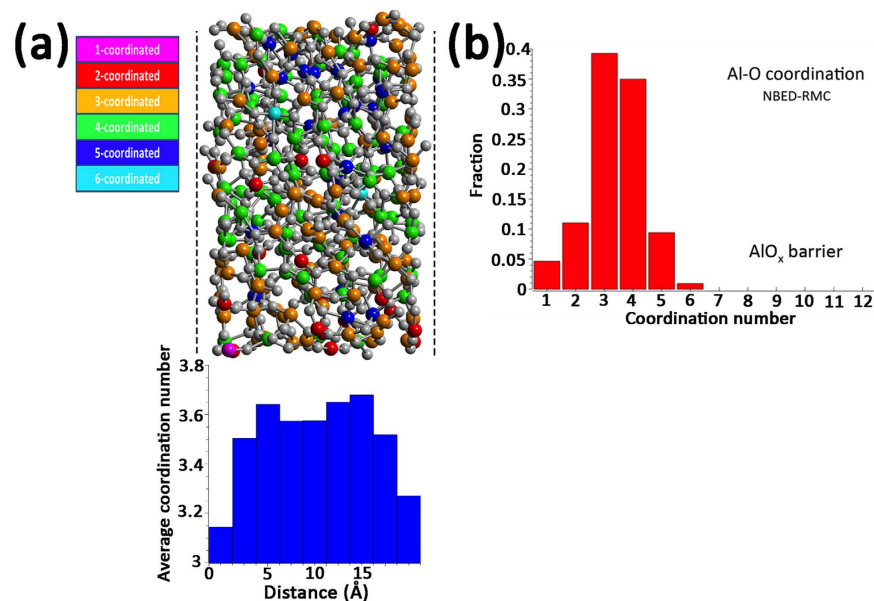 (a)
1-coordinated
2-coordinated
3-coordinated
4-coordinated
5-coordinated
6-coordinated
Average coordination number
3.8
3.6
3.4
3.2
3
0 5 10 15
Distance (Å)
(b)
Al-O coordination
NBED-RMC
AlOx barrier
Fraction
0.4
0.35
0.3
0.25
0.2
0.15
0.1
0.05
0
1 2 3 4 5 6 7 8 9 10 11 12
Coordination number